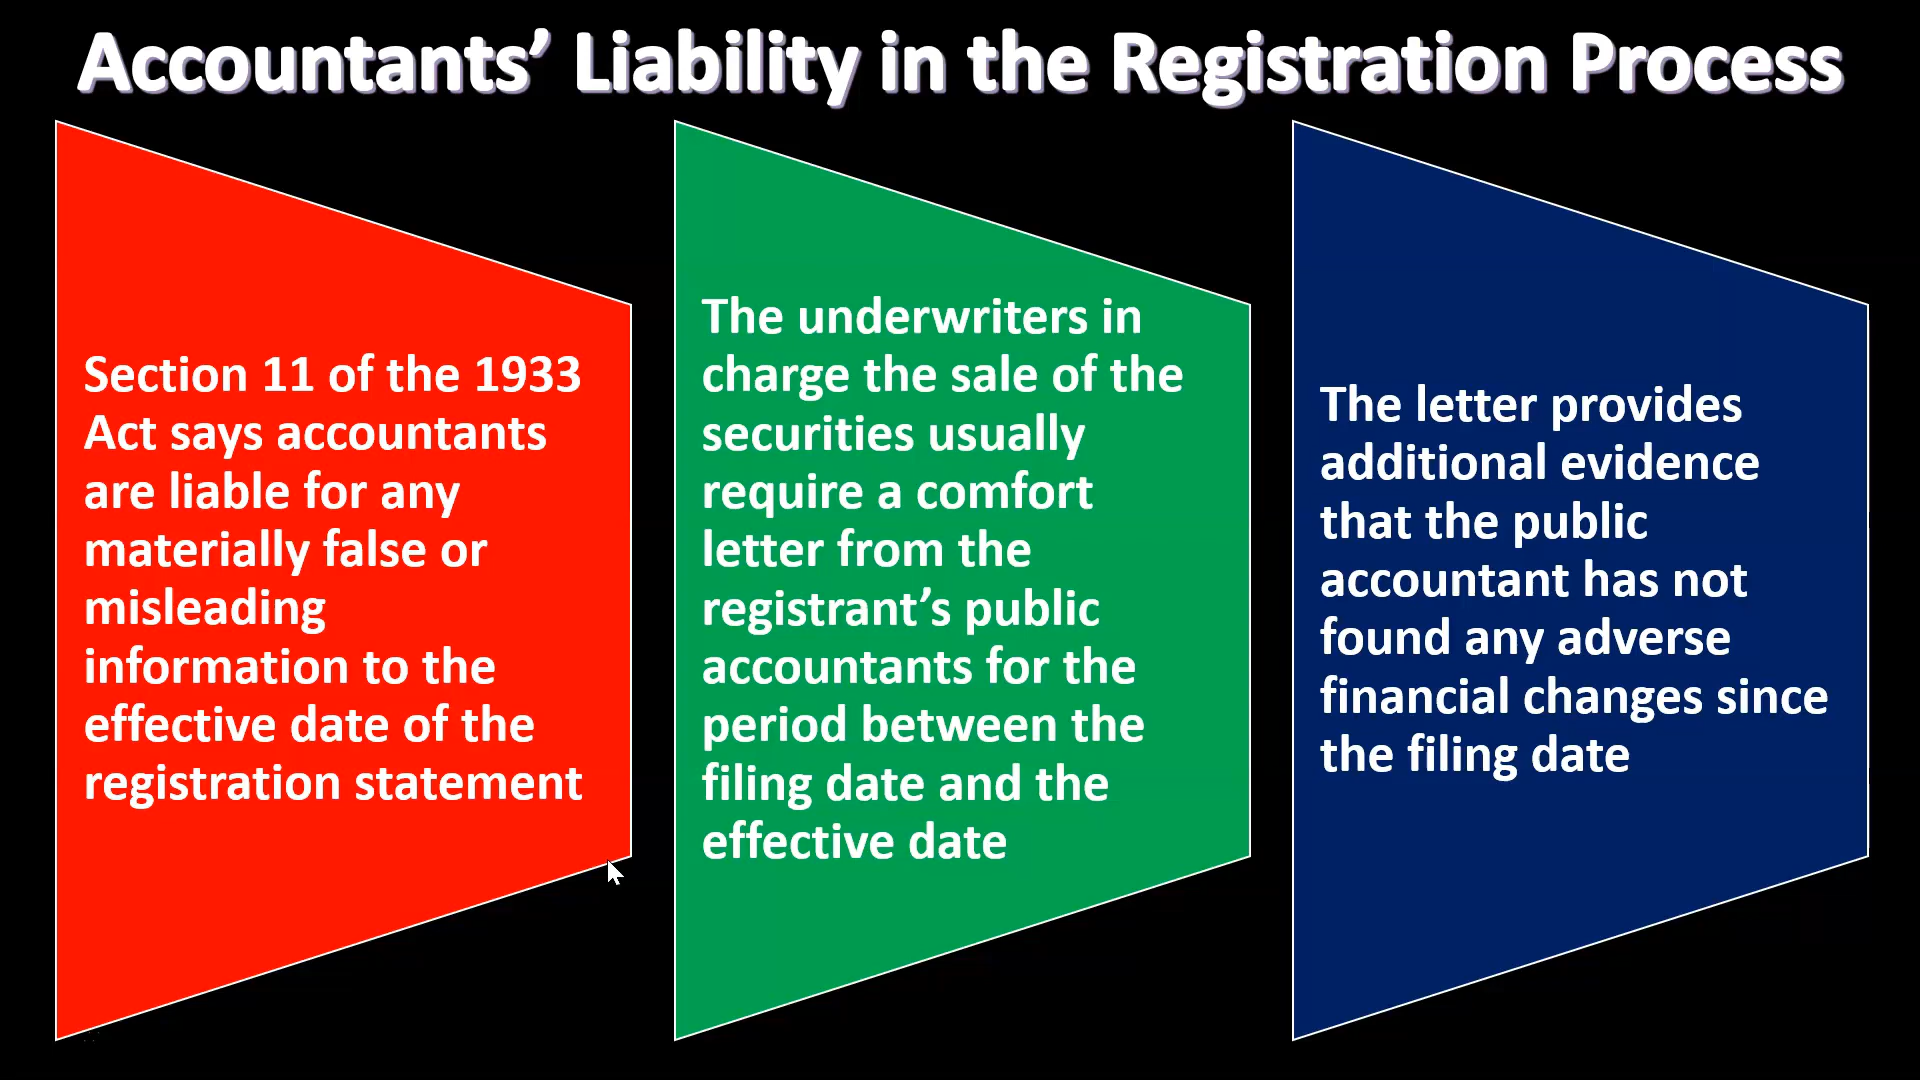 Accountants’ Liability in the Registration Process
Section 11 of the 1933
Act says accountants
are liable for any
materially false or
misleading
information to the
effective date of the
registration statement
The underwriters in
charge the sale of the
securities usually
require a comfort
letter from the
registrant’s public
accountants for the
period between the
filing date and the
effective date
The letter provides
additional evidence
that the public
accountant has not
found any adverse
financial changes since
the filing date